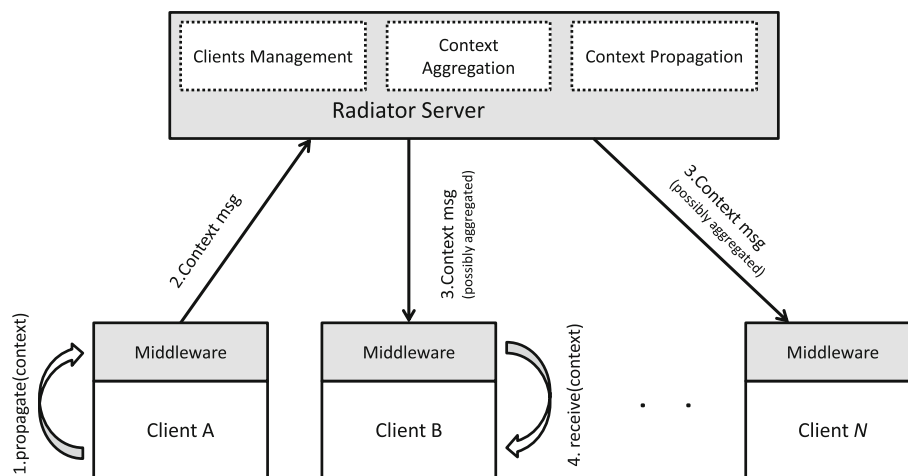 Clients Management
Context
Aggregation
Context Propagation
Radiator Server
2.Context msg
3.Context msg
(possibly aggregated)
3.Context msg
(possibly aggregated)
1.propagate(context)
Middleware
Client A
Middleware
Client B
4. receive(context)
. .
Middleware
Client N